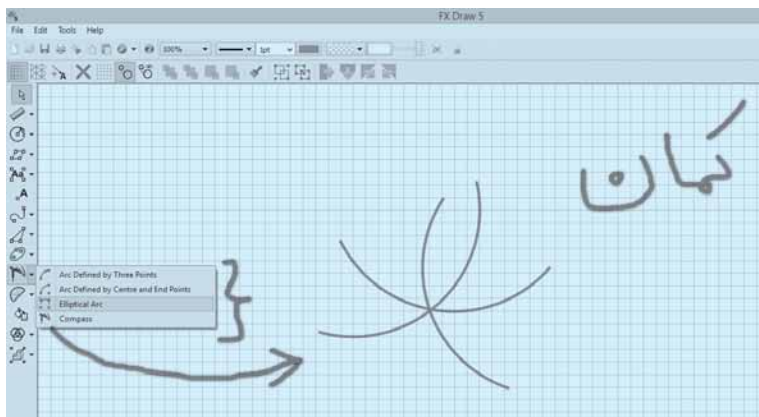 FX Draw 5
File Edit Tools Help
100% 1pt
Aa
A
Arc Defined by Three Points
Arc Defined by Centre and End Points
Elliptical Arc
Compass
کمان